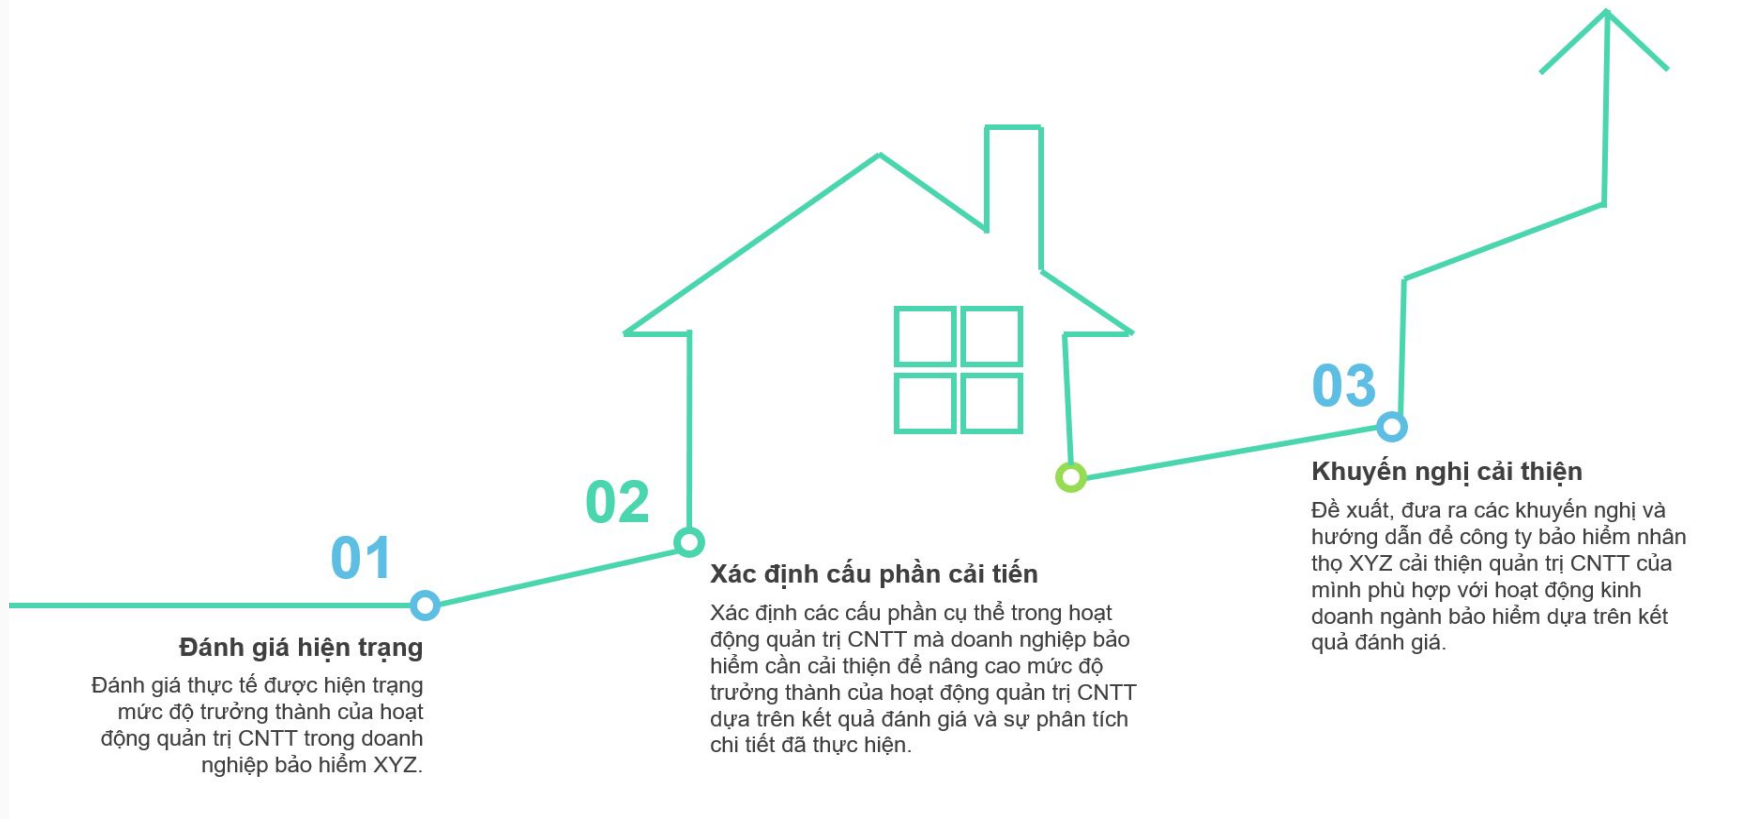 01
Đánh giá hiện trạng
Đánh giá thực tế được hiện trạng
mức độ trưởng thành của hoạt
động quản trị CNTT trong doanh
nghiệp bảo hiểm XYZ.
02
Xác định cấu phần cải tiến
Xác định các cấu phần cụ thể trong hoạt
động quản trị CNTT mà doanh nghiệp bảo
hiểm cần cải thiện để nâng cao mức độ
trưởng thành của hoạt động quản trị CNTT
dựa trên kết quả đánh giá và sự phân tích
chi tiết đã thực hiện.
03
Khuyến nghị cải thiện
Đề xuất, đưa ra các khuyến nghị và
hướng dẫn để công ty bảo hiểm nhân
thọ XYZ cải thiện quản trị CNTT của
mình phù hợp với hoạt động kinh
doanh ngành bảo hiểm dựa trên kết
quả đánh giá.